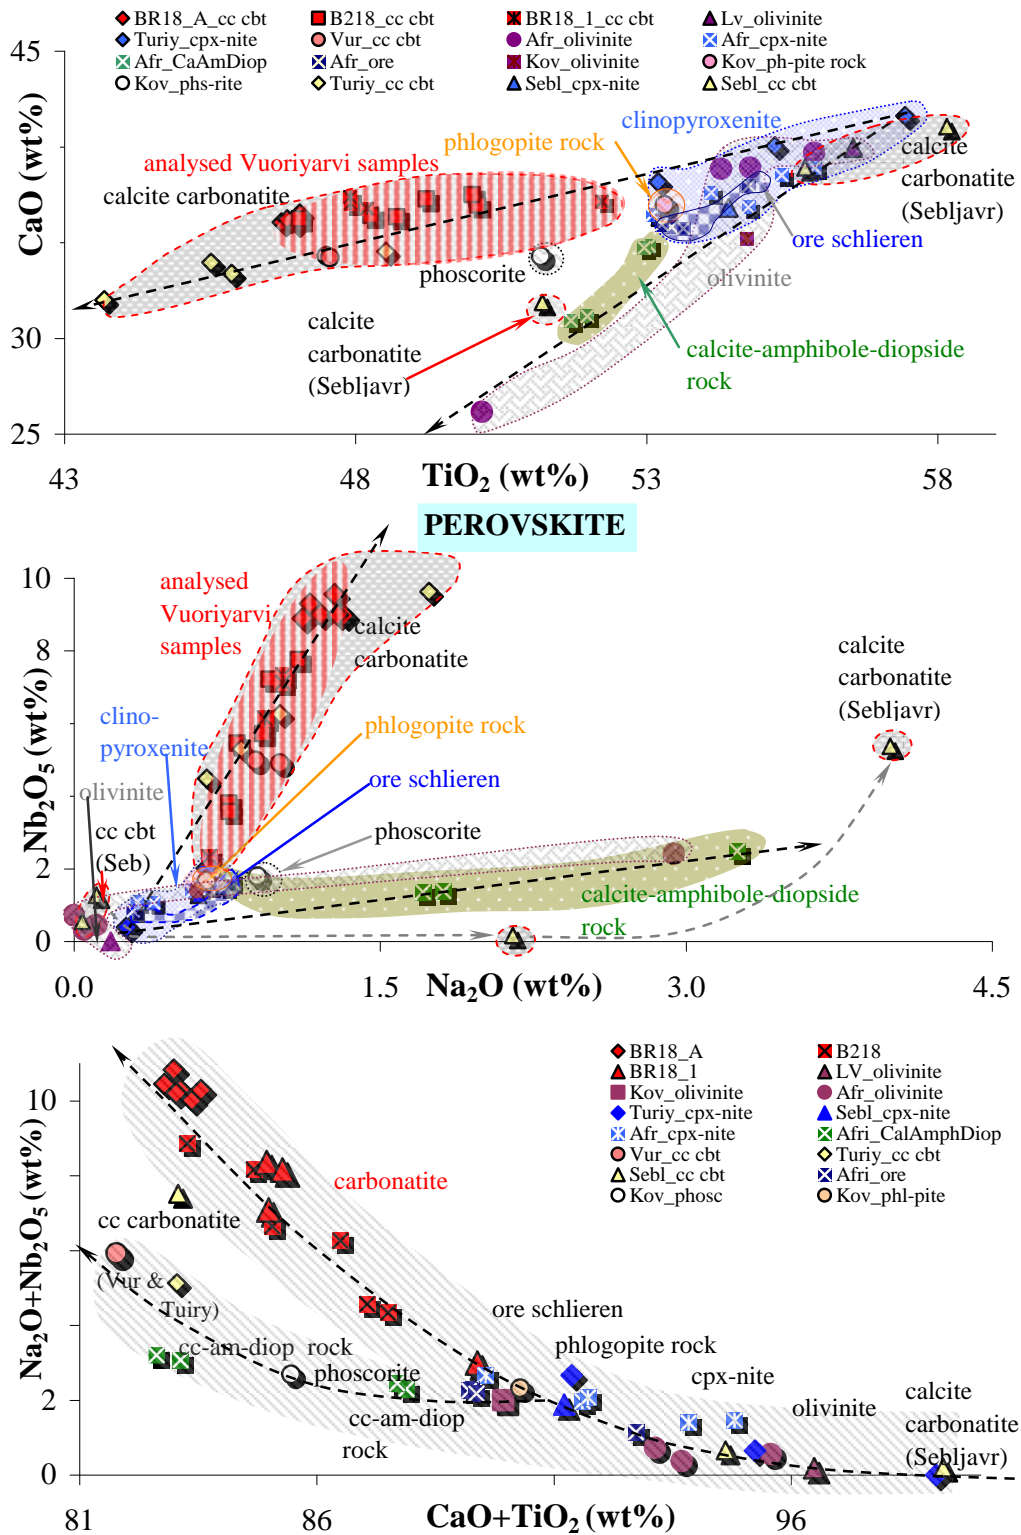 BR18_A_cc cbt B218_cc cbt BR18_1_cc cbt Lv_olivinite
Turiy_cpx-nite Vur_cc cbt Afr_olivinite Afr_cpx-nite
Afr_CaAmDiop Afr_ore Kov_olivinite Kov_ph-pite rock
Kov_phs-rite Turiy_cc cbt Sebl_cpx-nite Sebl_cc cbt
45
30
25
CaO (wt%)
clinopyroxenite
phlogopite rock
analysed Vuoriyarvi samples
calcite carbonatite
calcite
carbonatite
(Sebljavr)
ore schlieren
phoscorite
olivinite
calcite
carbonatite
(Sebljavr)
calcite-amphibole-diopside
rock
43 48 53 58
TiO2 (wt%)
PEROVSKITE
10
8
2
0
Nb2O5 (wt%)
analysed
Vuoriyarvi
samples
calcite
carbonatite
calcite
carbonatite
(Sebljavr)
clino-
pyroxenite
phlogopite rock
ore schlieren
olivinite
cc cbt
(Seb)
phoscorite
calcite-amphibole-diopside
rock
0.0 1.5 3.0 4.5
Na2O (wt%)
BR18_A B218
BR18_1 LV_olivinite
Kov_olivinite Afr_olivinite
Turiy_cpx-nite Sebl_cpx-nite
Afr_cpx-nite Afri_CalAmphDiop
Vur_cc cbt Turiy_cc cbt
Sebl_cc cbt Afri_ore
Kov_phosc Kov_phl-pite
10
2
0
Na2O+Nb2O5 (wt%)
carbonatite
cc carbonatite
(Vur &
Tuiry)
cc-am-diop rock
phoscorite
cc-am-diop
rock
ore schlieren
phlogopite rock
cpx-nite
olivinite
calcite
carbonatite
(Sebljavr)
81 86 96
CaO+TiO2 (wt%)